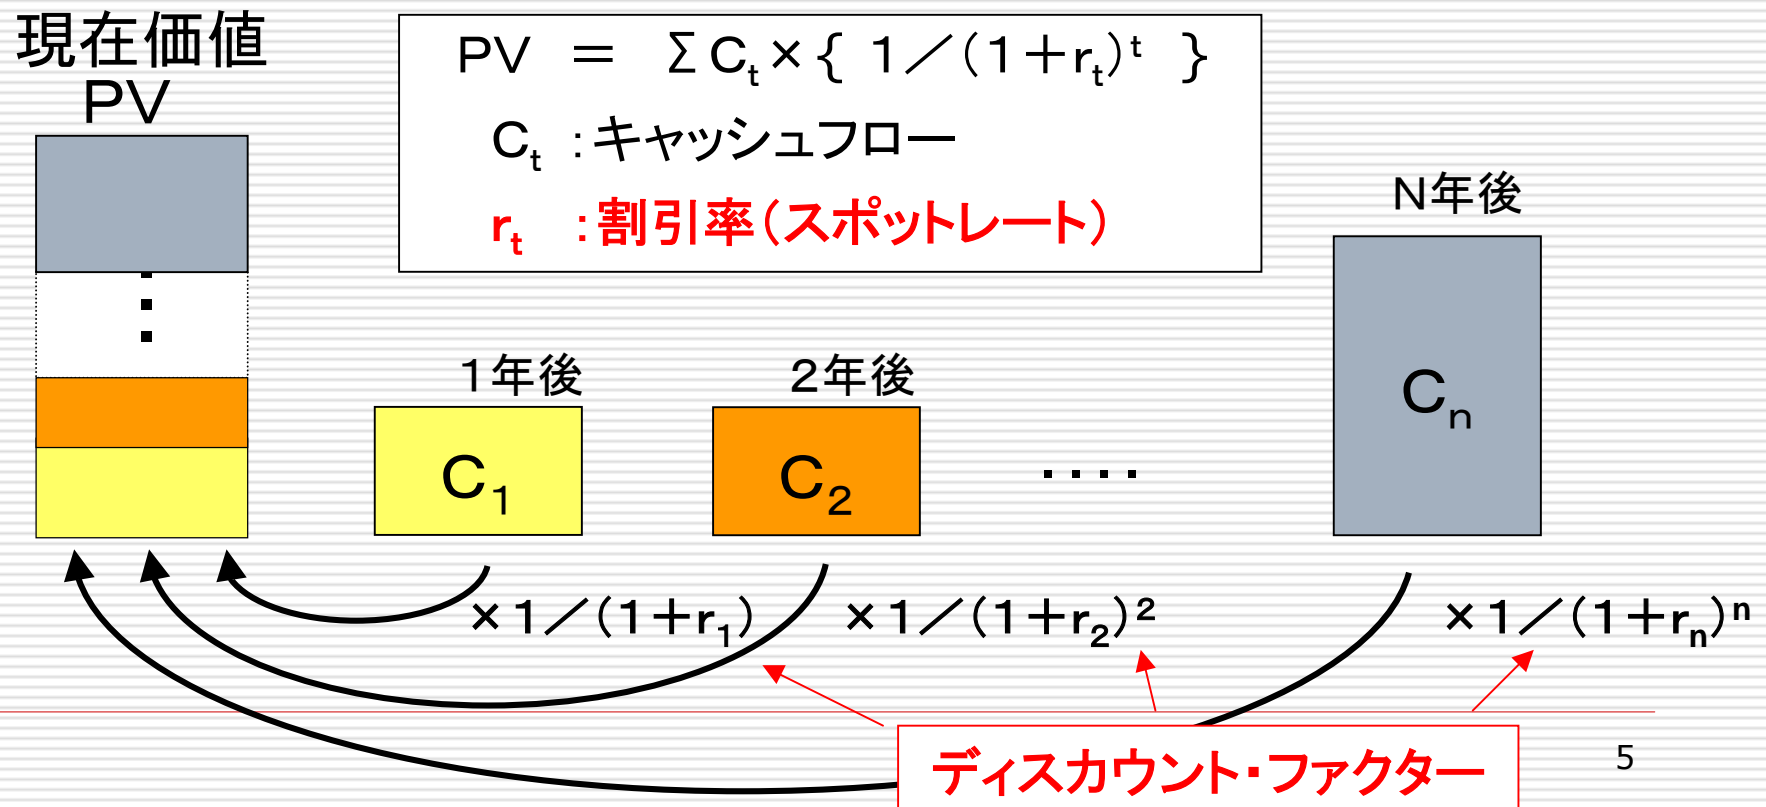 現在価値
PV
PV ＝ ΣCₜ×{ 1／(1＋rₜ)ᵗ }
Cₜ：キャッシュフロー
rₜ ：割引率（スポットレート）
1年後
2年後
N年後
C₁
C₂
‥‥
Cₙ
×1／(1＋r₁)
×1／(1＋r₂)²
×1／(1＋rₙ)ⁿ
ディスカウント・ファクター
5